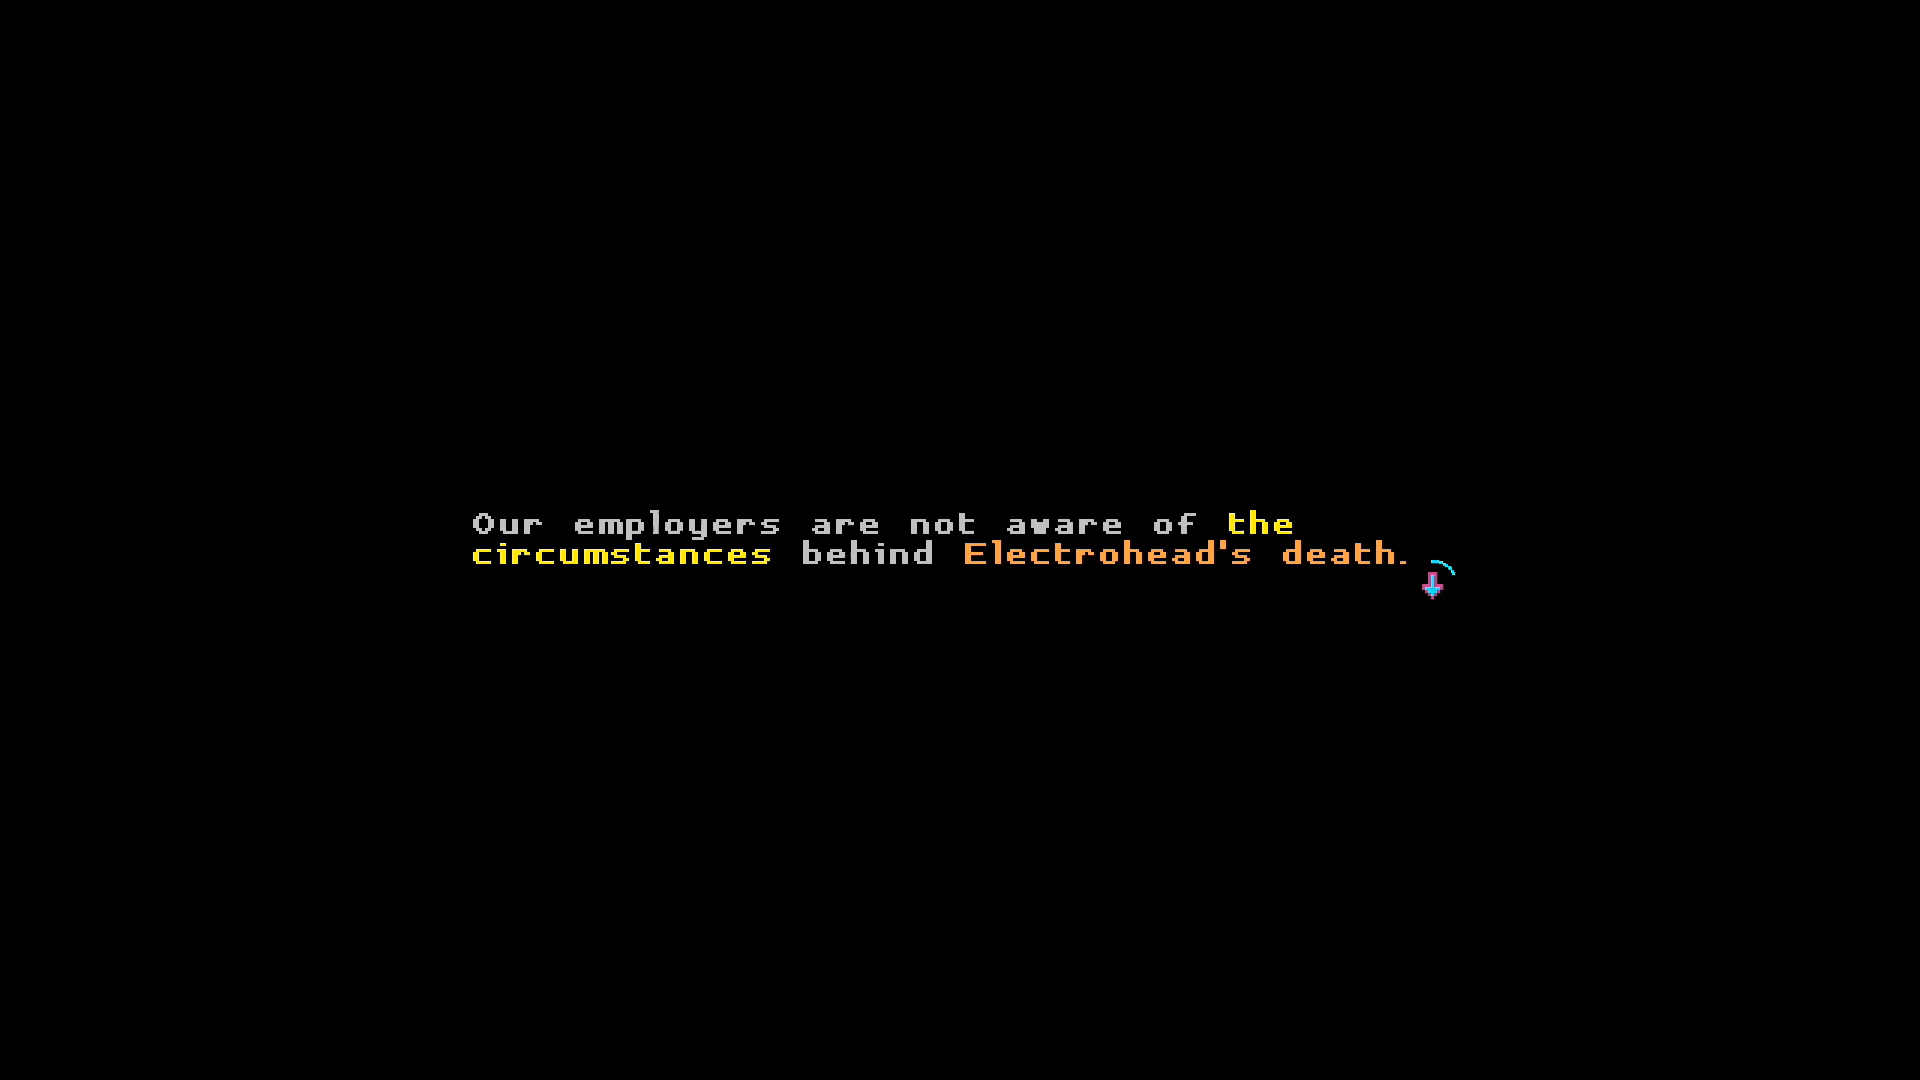 Our employers are not aware of the
circumstances behind Electrohead's death.